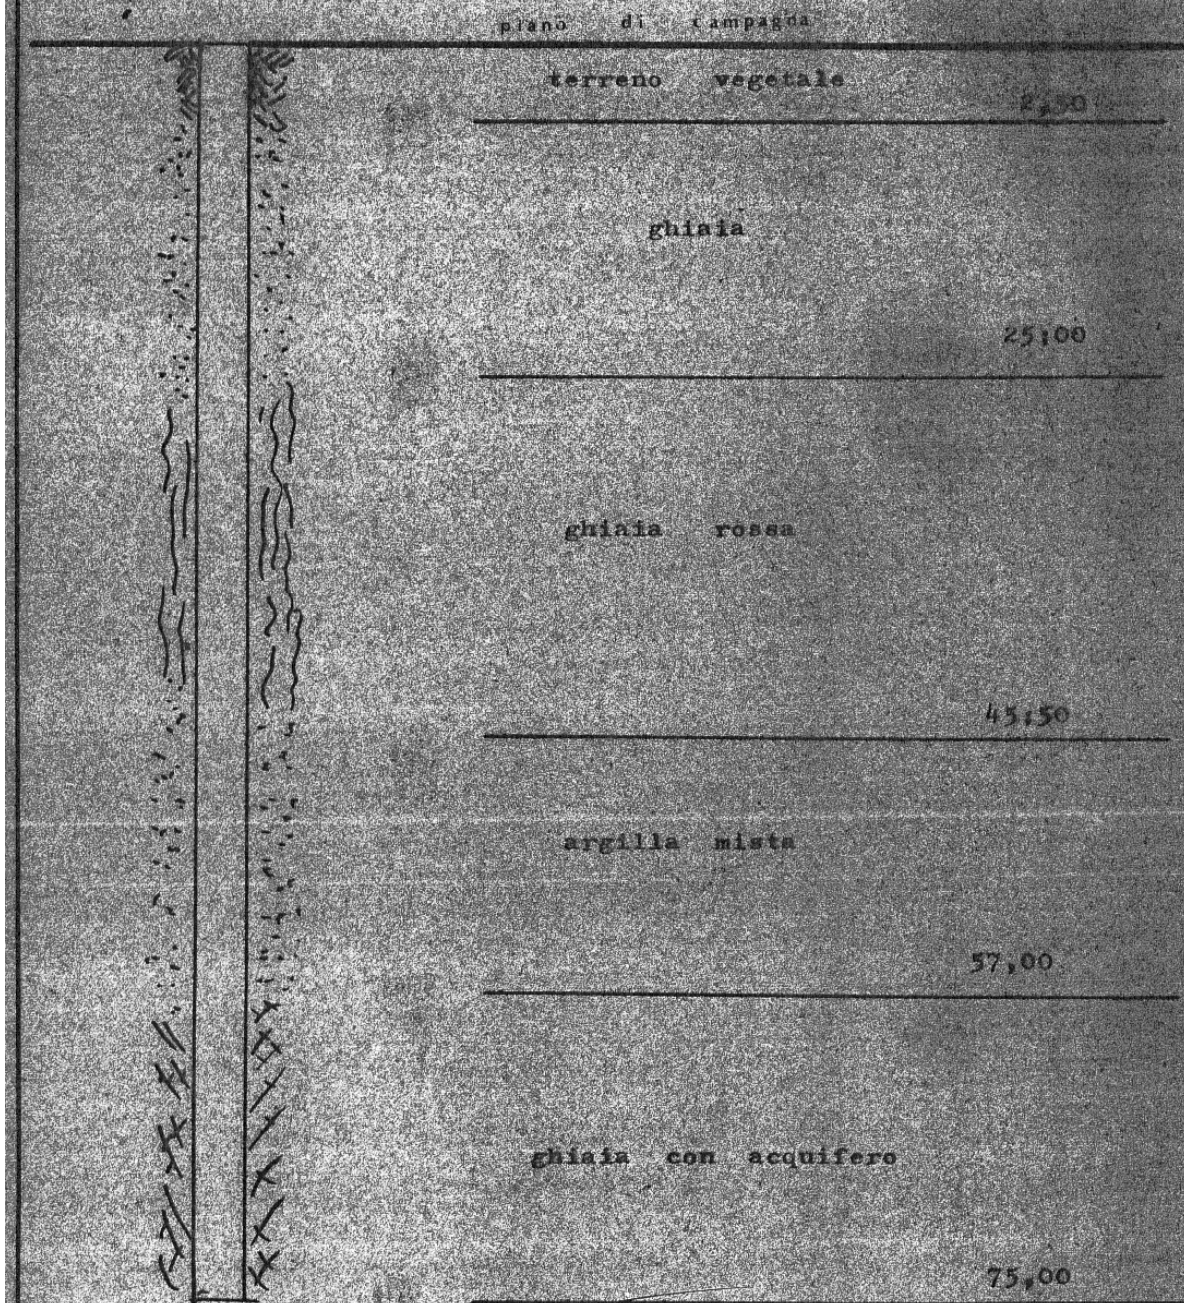 piano di campagna
terreno vegetale
2,50
ghiaia
25;00
ghiaia rossa
45;50
argilla mista
57,00
ghiaia con acquifero
75,00